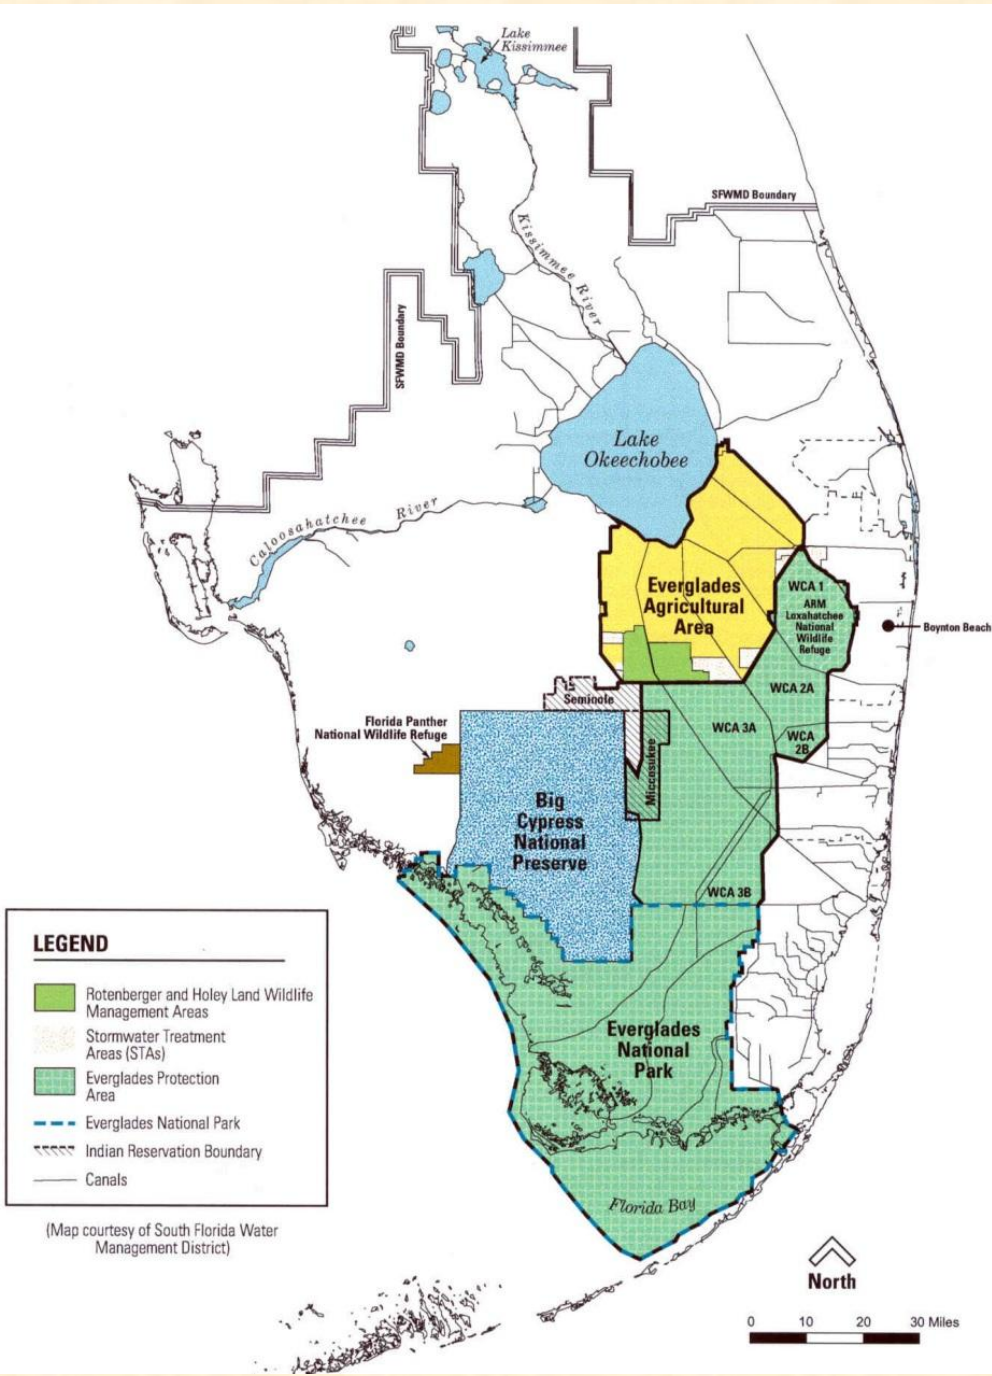 Lake
Kissimmee
SFWMD Boundary
Kissimmee River
SFWMD Boundary
Lake
Okeechobee
Caloosahatchee River
Everglades
Agricultural
Area
WCA 1
ARM
Loxahatchee
National
Wildlife
Refuge
Boynton Beach
Seminole
WCA 2A
Florida Panther
National Wildlife Refuge
WCA 3A
WCA
2B
Miccosukee
Big
Cypress
National
Preserve
WCA 3B
LEGEND
Rotenberger and Holey Land Wildlife
Management Areas
Stormwater Treatment
Areas (STAs)
Everglades Protection
Area
Everglades National Park
Indian Reservation Boundary
Canals
Everglades
National
Park
Florida Bay
(Map courtesy of South Florida Water
Management District)
North
0 10 20 30 Miles